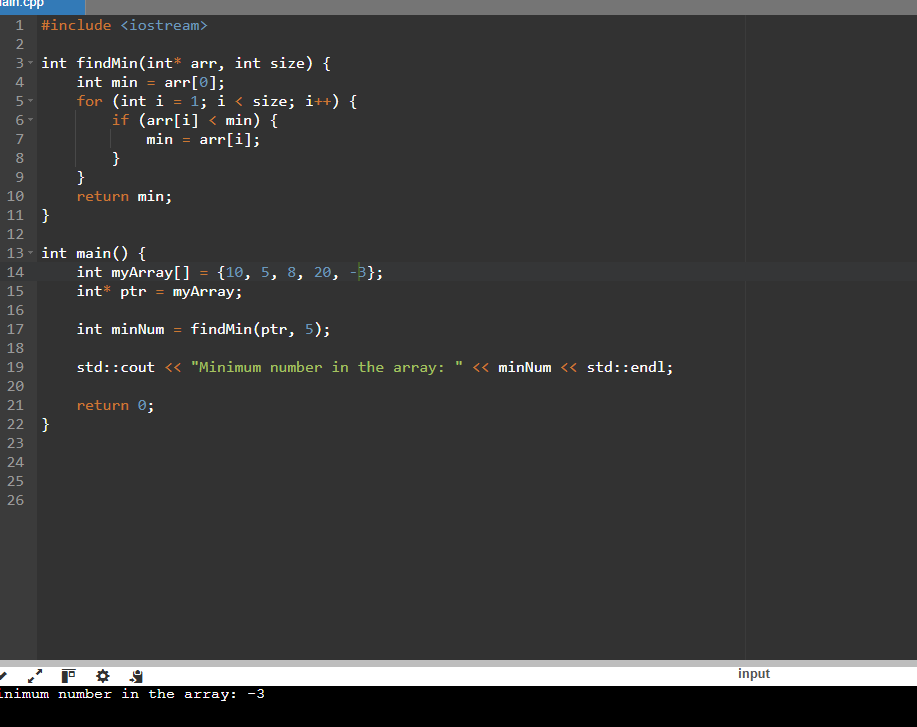 main.cpp
1 #include <iostream>
2
3 int findMin(int* arr, int size) {
4     int min = arr[0];
5     for (int i = 1; i < size; i++) {
6         if (arr[i] < min) {
7             min = arr[i];
8         }
9     }
10     return min;
11 }
12
13 int main() {
14     int myArray[] = {10, 5, 8, 20, -3};
15     int* ptr = myArray;
16
17     int minNum = findMin(ptr, 5);
18
19     std::cout << "Minimum number in the array: " << minNum << std::endl;
20
21     return 0;
22 }
23
24
25
26
input
inimum number in the array: -3